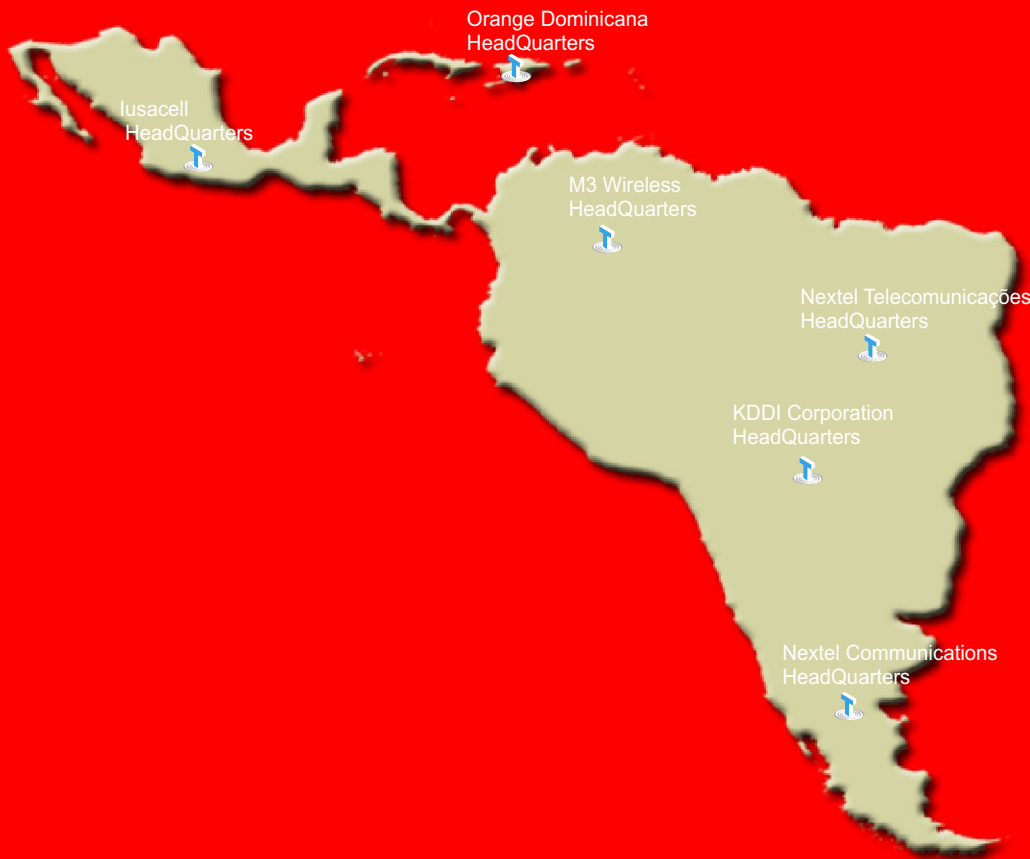 Orange Dominicana
HeadQuarters
Iusacell
HeadQuarters
M3 Wireless
HeadQuarters
Nextel Telecomunicações
HeadQuarters
KDDI Corporation
HeadQuarters
Nextel Communications
HeadQuarters